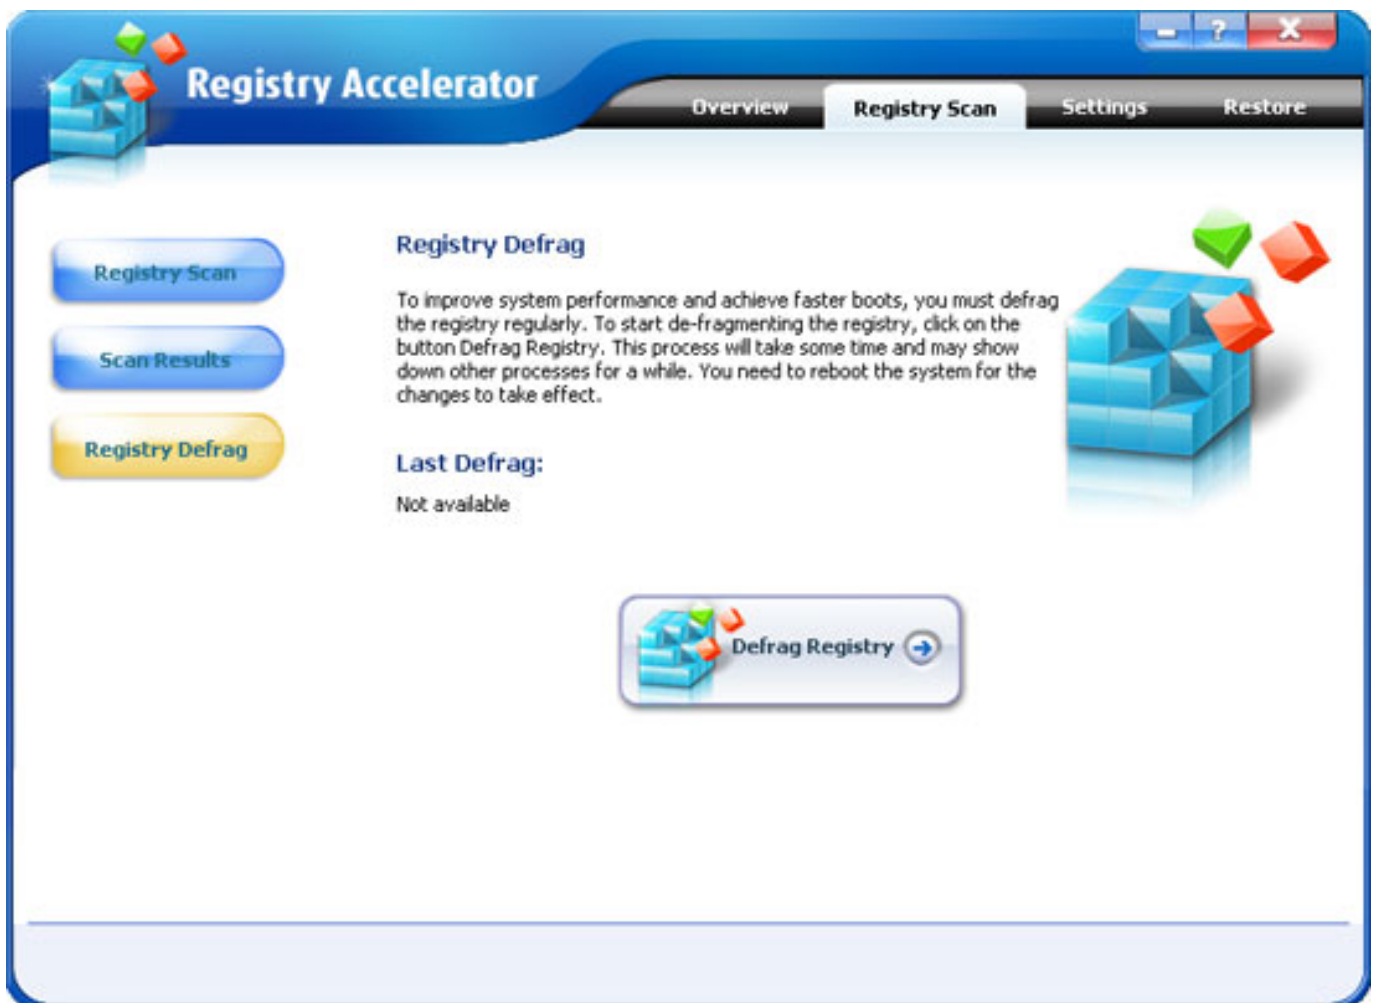 Registry Accelerator
?
Overview
Registry Scan
Settings
Restore
Registry Scan
Scan Results
Registry Defrag
Registry Defrag
To improve system performance and achieve faster boots, you must defrag
the registry regularly. To start de-fragmenting the registry, click on the
button Defrag Registry. This process will take some time and may show
down other processes for a while. You need to reboot the system for the
changes to take effect.
Last Defrag:
Not available
Defrag Registry